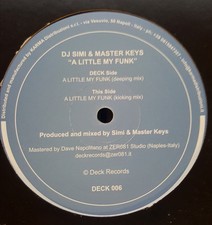 DJ SIMI & MASTER KEYS
"A LITTLE MY FUNK"
DECK Side
A LITTLE MY FUNK (deeping mix)
This Side
A LITTLE MY FUNK (kicking mix)
Produced and mixed by Simi & Master Keys
Mastered by Dave Napolitano at ZER081 Studio (Naples-Italy)
deckrecords@zer081.it
© Deck Records
DECK 006